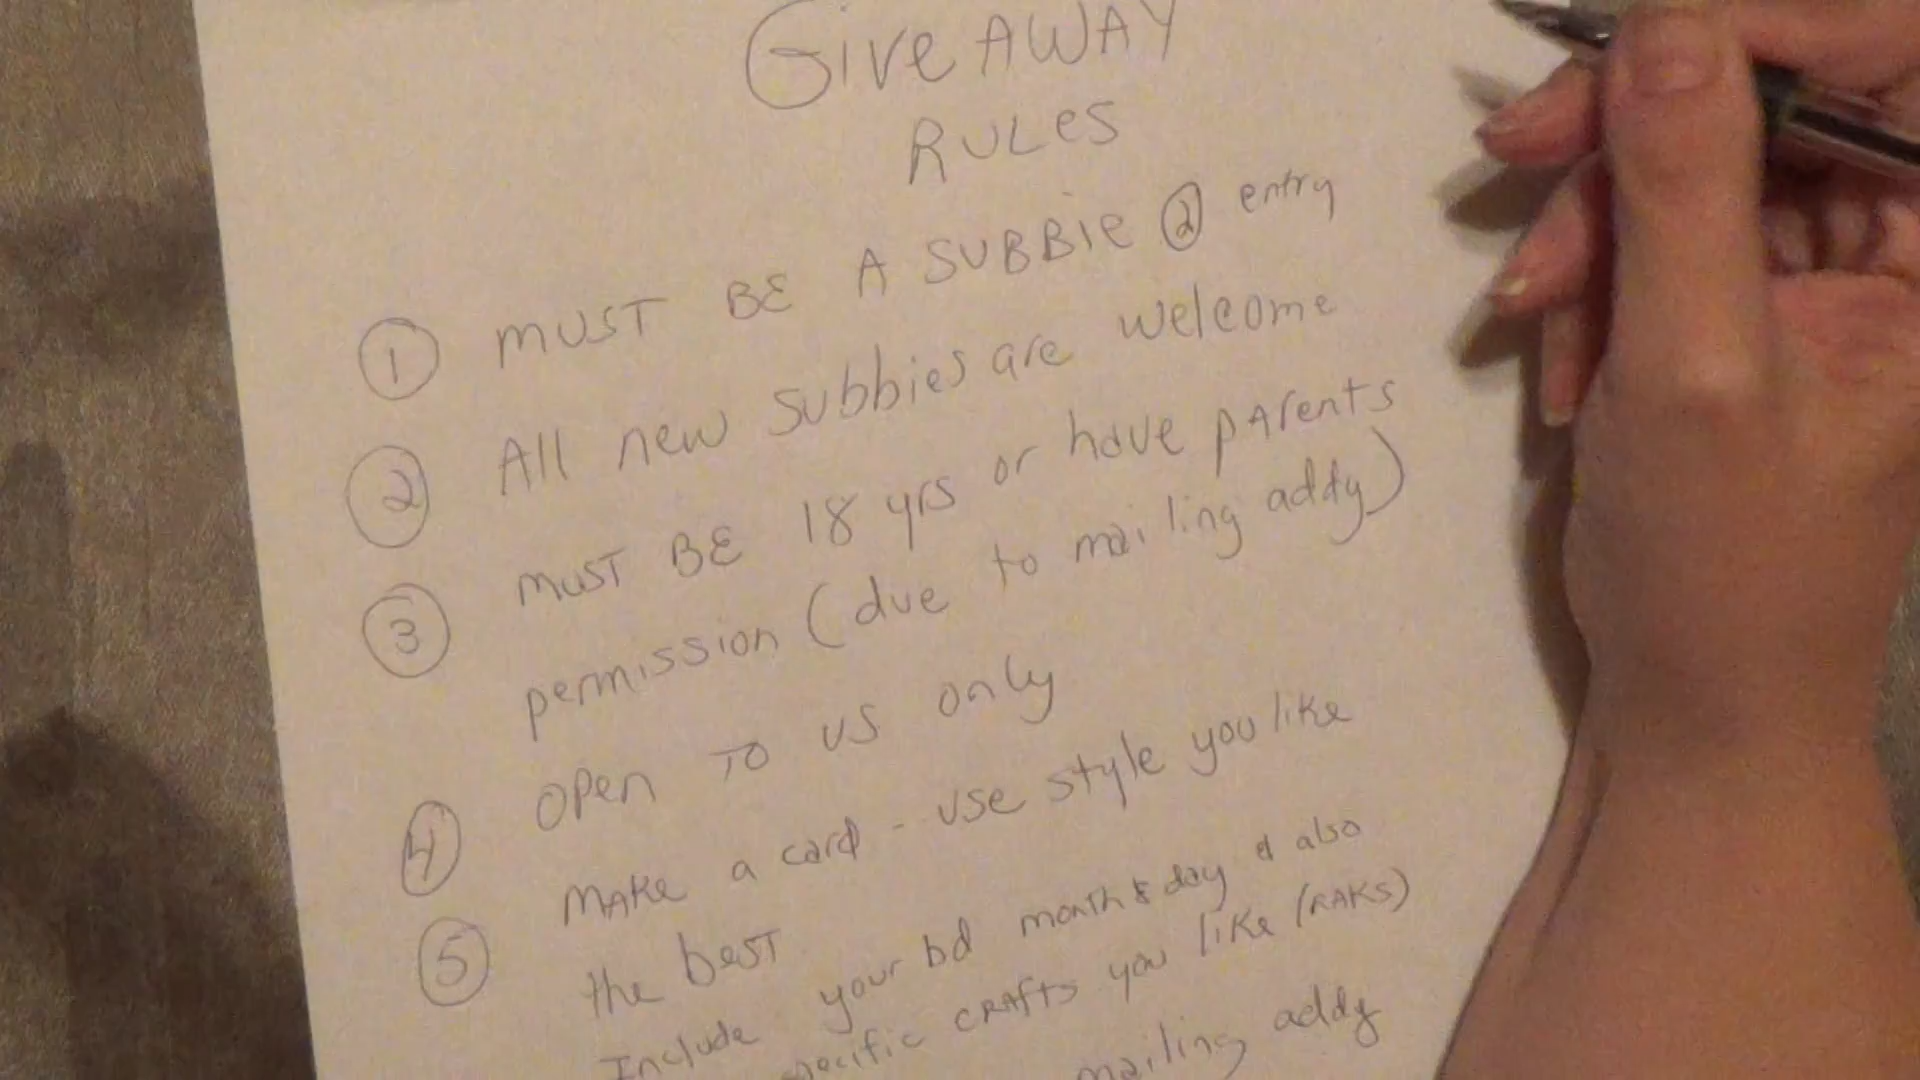 GiveAWAY
RULes
① MUST BE A SUBBIE ② entry
② All new subbies are welcome
③ MUST BE 18 yrs or have pArents
permission (due to mailing addy)
④ OPen TO US only
⑤ MAKe a card - use style you like
the besT
Include your bd month & day & also
crafts you like (RAKS)
mailing addy